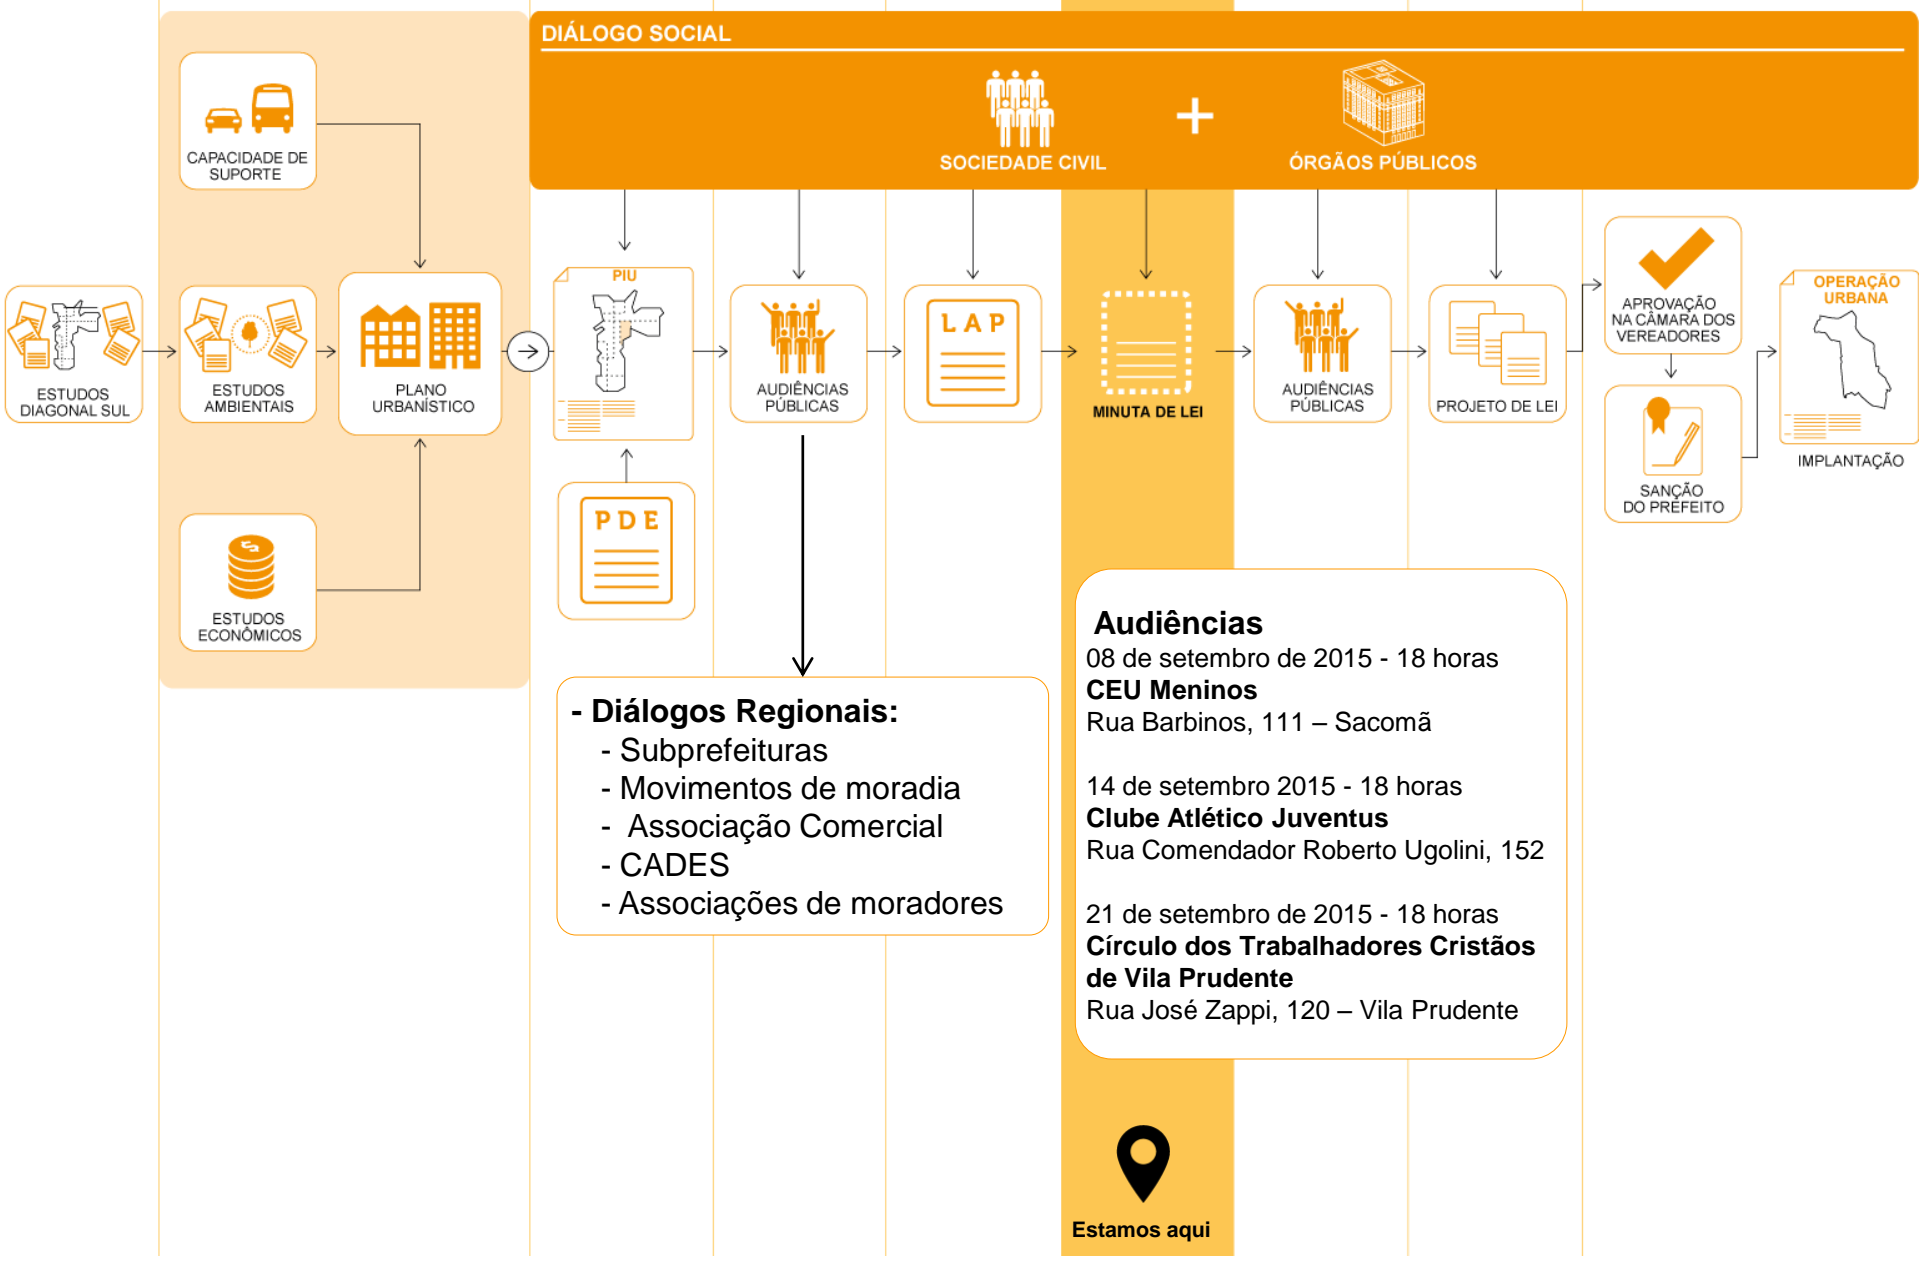 DIÁLOGO SOCIAL
SOCIEDADE CIVIL
+
ÓRGÃOS PÚBLICOS
CAPACIDADE DE
SUPORTE
ESTUDOS
DIAGONAL SUL
ESTUDOS
AMBIENTAIS
PLANO
URBANÍSTICO
ESTUDOS
ECONÔMICOS
PIU
PDE
AUDIÊNCIAS
PÚBLICAS
LAP
MINUTA DE LEI
AUDIÊNCIAS
PÚBLICAS
PROJETO DE LEI
APROVAÇÃO
NA CÂMARA DOS
VEREADORES
SANÇÃO
DO PREFEITO
OPERAÇÃO
URBANA
IMPLANTAÇÃO
- Diálogos Regionais:
- Subprefeituras
- Movimentos de moradia
- Associação Comercial
- CADES
- Associações de moradores
Audiências
08 de setembro de 2015 - 18 horas
CEU Meninos
Rua Barbinos, 111 – Sacomã
14 de setembro 2015 - 18 horas
Clube Atlético Juventus
Rua Comendador Roberto Ugolini, 152
21 de setembro de 2015 - 18 horas
Círculo dos Trabalhadores Cristãos
de Vila Prudente
Rua José Zappi, 120 – Vila Prudente
Estamos aqui